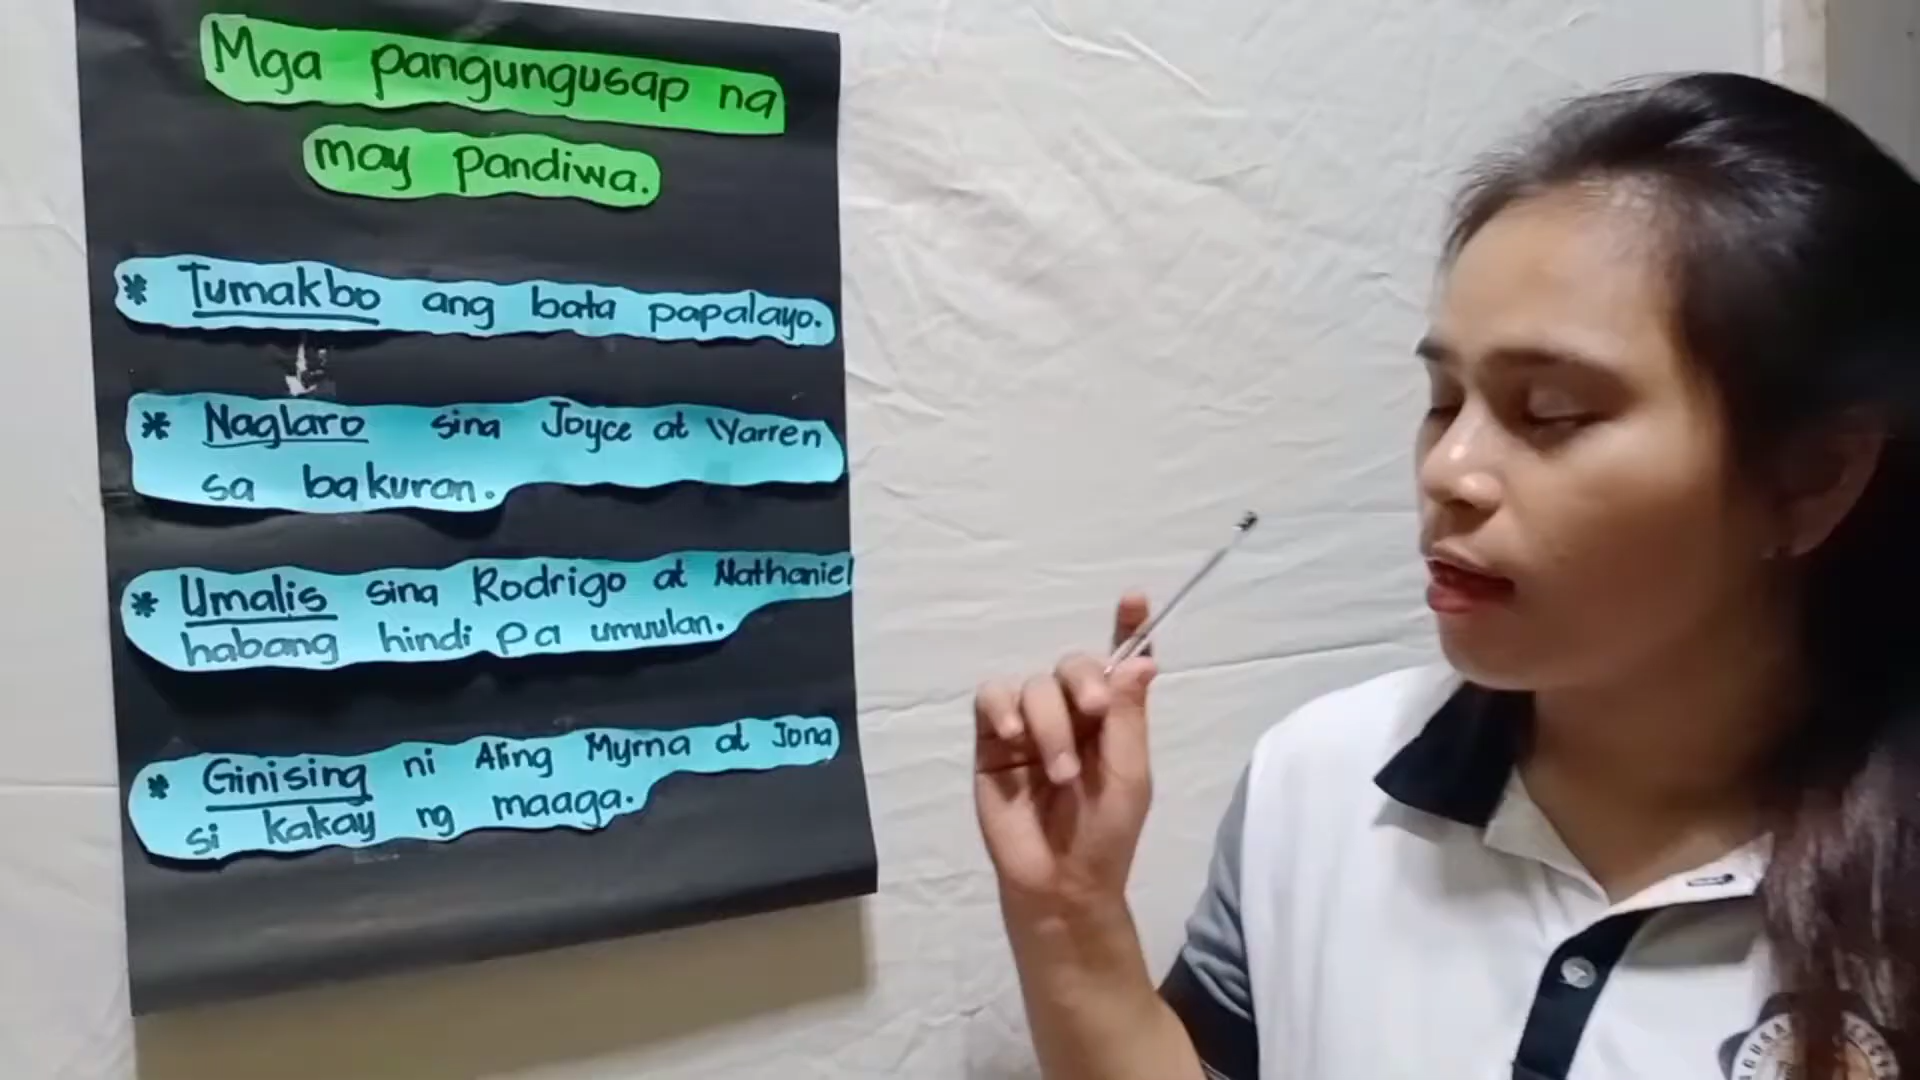 Mga pangungusap na
may pandiwa.
* Tumakbo ang bata papalayo.
* Naglaro sina Joyce at Warren
sa bakuran.
* Umalis sina Rodrigo at Nathaniel
habang hindi pa umuulan.
* Ginising ni Aling Myrna at Jona
si kakay ng maaga.